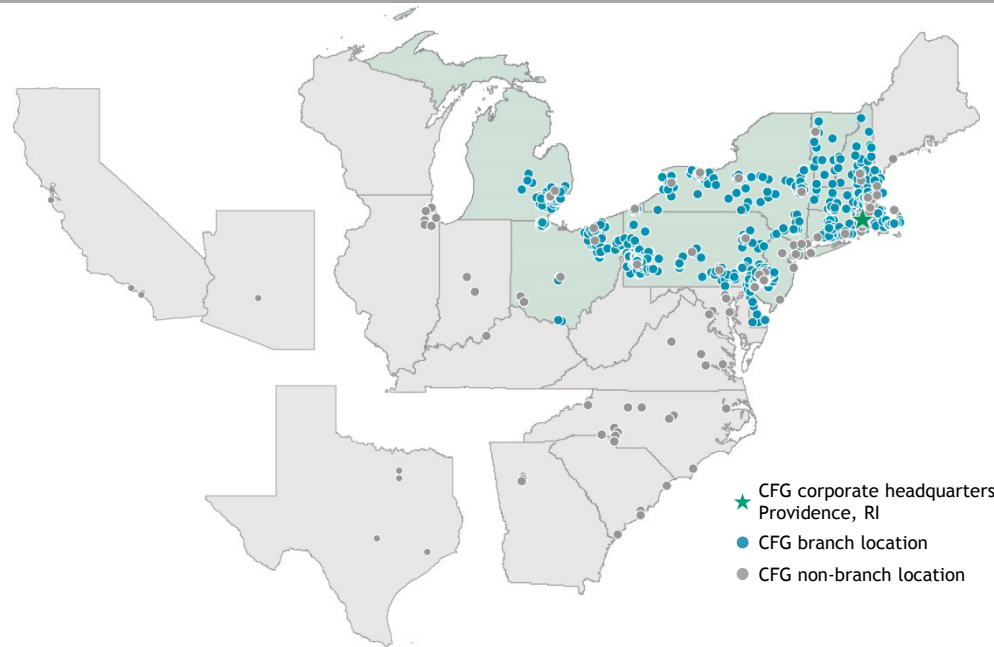 CFG corporate headquarters
Providence, RI
CFG branch location
CFG non-branch location